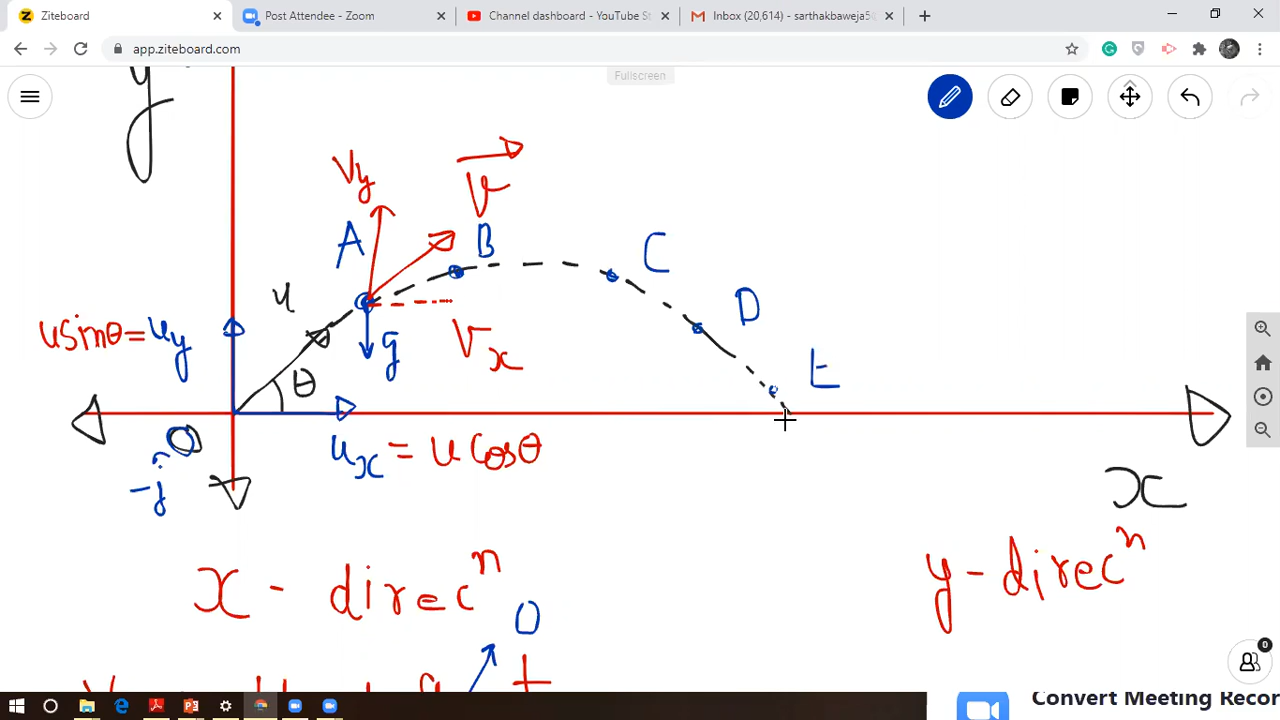 Ziteboard
Post Attendee - Zoom
Channel dashboard - YouTube St
Inbox (20,614) - sarthakbaweja5
app.ziteboard.com
Fullscreen
y
Vy
V
A
B
C
u
D
usinθ = uy
g
Vx
θ
E
O
ux = u cosθ
-j
x
x - direcⁿ
y - direcⁿ
O
t
0
Convert Meeting Recor